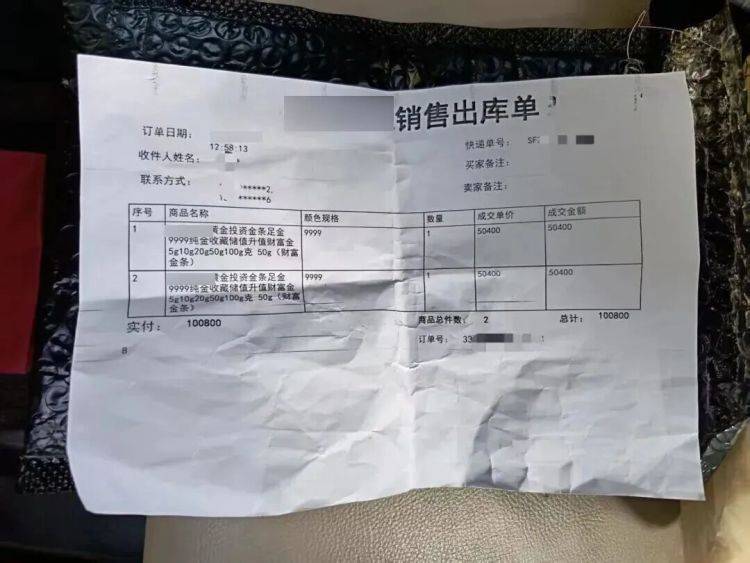 销售出库单
订单日期：
12:58:13
快递单号： SF
收件人姓名：
买家备注：
联系方式：
******2
******6
卖家备注：
序号 商品名称 颜色规格 数量 成交单价 成交金额
1 黄金投资金条足金 9999 1 50400 50400
9999纯金收藏储值升值财富金
5g10g20g50g100g克 50g（财富
金条）
2 黄金投资金条足金 9999 1 50400 50400
9999纯金收藏储值升值财富金
5g10g20g50g100g克 50g（财富
金条）
实付： 100800 商品总件数： 2 总计： 100800
订单号： 33
8